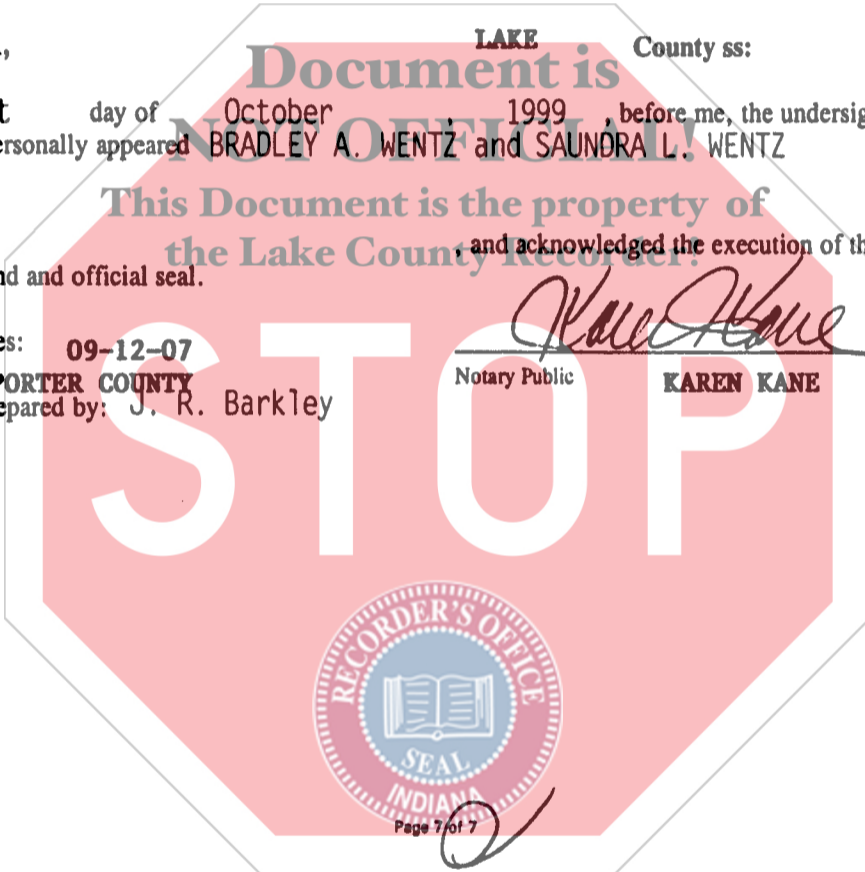 LAKE County ss:
Document is
day of October , 1999 , before me, the undersig
NOT OFFICIAL!
ersonally appeared BRADLEY A. WENTZ and SAUNDRA L. WENTZ
This Document is the property of
the Lake County Recorder!
, and acknowledged the execution of th
nd and official seal.
es: 09-12-07
PORTER COUNTY
epared by: J. R. Barkley
Notary Public KAREN KANE
STOP
RECORDER'S OFFICE
SEAL
INDIANA
Page 7 of 7